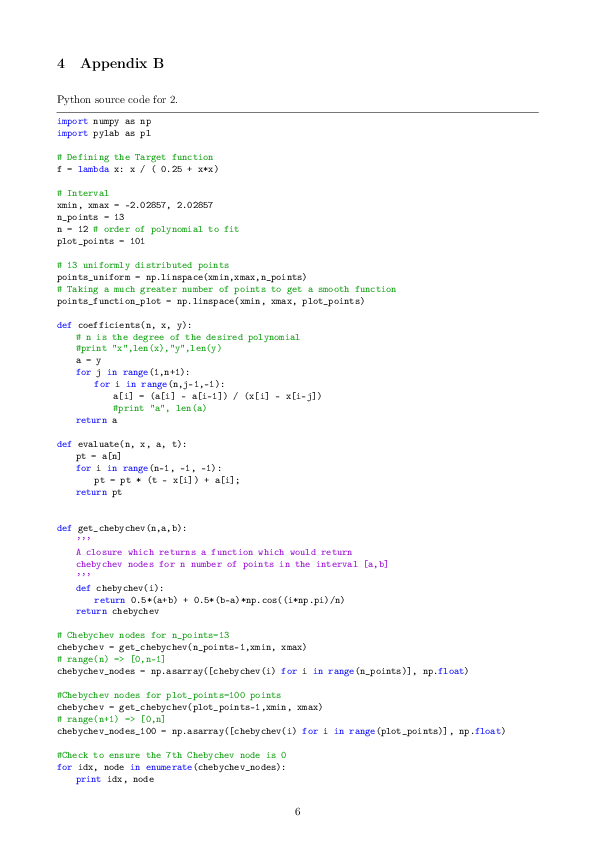 4 Appendix B
Python source code for 2.
import numpy as np
import pylab as pl
# Defining the Target function
f = lambda x: x / ( 0.25 + x*x)
# Interval
xmin, xmax = -2.02857, 2.02857
n_points = 13
n = 12 # order of polynomial to fit
plot_points = 101
# 13 uniformly distributed points
points_uniform = np.linspace(xmin,xmax,n_points)
# Taking a much greater number of points to get a smooth function
points_function_plot = np.linspace(xmin, xmax, plot_points)
def coefficients(n, x, y):
# n is the degree of the desired polynomial
#print "x",len(x),"y",len(y)
a = y
for j in range(1,n+1):
for i in range(n,j-1,-1):
a[i] = (a[i] - a[i-1]) / (x[i] - x[i-j])
#print "a", len(a)
return a
def evaluate(n, x, a, t):
pt = a[n]
for i in range(n-1, -1, -1):
pt = pt * (t - x[i]) + a[i];
return pt
def get_chebychev(n,a,b):
'''
A closure which returns a function which would return
chebychev nodes for n number of points in the interval [a,b]
'''
def chebychev(i):
return 0.5*(a+b) + 0.5*(b-a)*np.cos((i*np.pi)/n)
return chebychev
# Chebychev nodes for n_points=13
chebychev = get_chebychev(n_points-1,xmin, xmax)
# range(n) => [0,n-1]
chebychev_nodes = np.asarray([chebychev(i) for i in range(n_points)], np.float)
#Chebychev nodes for plot_points=100 points
chebychev = get_chebychev(plot_points-1,xmin, xmax)
# range(n+1) => [0,n]
chebychev_nodes_100 = np.asarray([chebychev(i) for i in range(plot_points)], np.float)
#Check to ensure the 7th Chebychev node is 0
for idx, node in enumerate(chebychev_nodes):
print idx, node
6